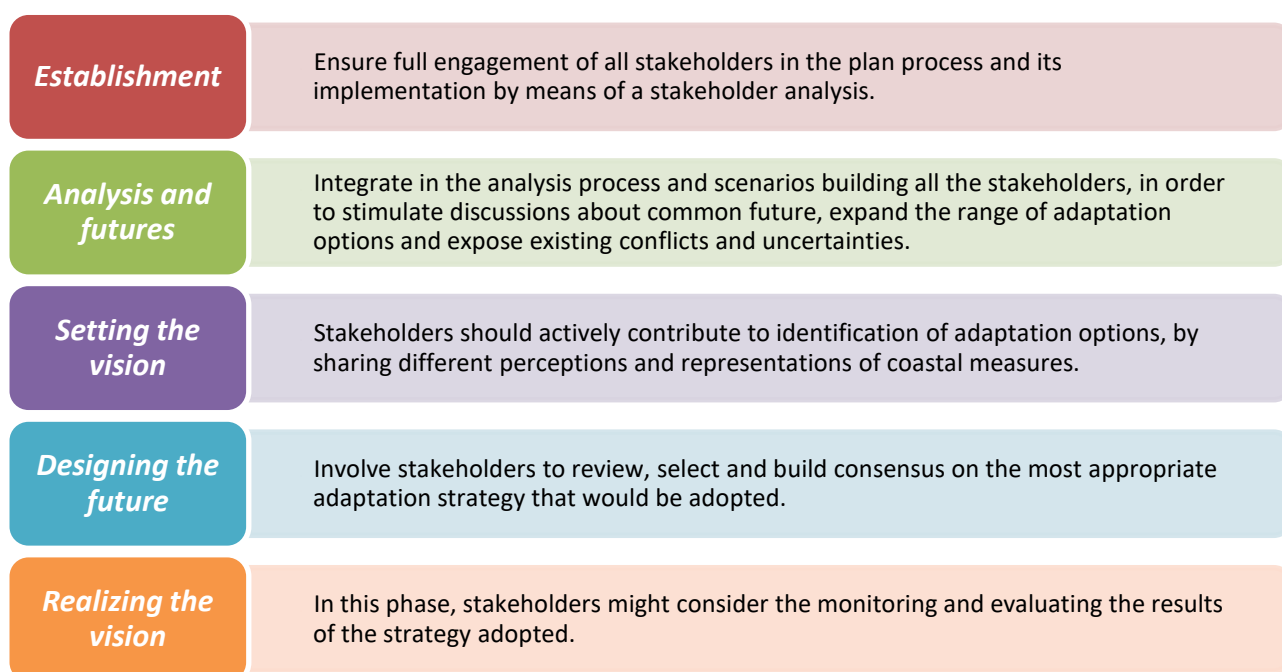 Establishment
Ensure full engagement of all stakeholders in the plan process and its
implementation by means of a stakeholder analysis.
Analysis and
futures
Integrate in the analysis process and scenarios building all the stakeholders, in order
to stimulate discussions about common future, expand the range of adaptation
options and expose existing conflicts and uncertainties.
Setting the
vision
Stakeholders should actively contribute to identification of adaptation options, by
sharing different perceptions and representations of coastal measures.
Designing the
future
Involve stakeholders to review, select and build consensus on the most appropriate
adaptation strategy that would be adopted.
Realizing the
vision
In this phase, stakeholders might consider the monitoring and evaluating the results
of the strategy adopted.